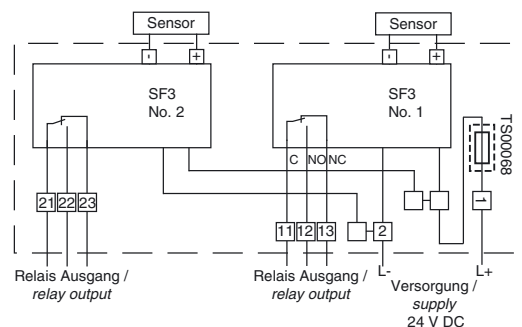 Sensor
Sensor
- +
- +
SF3
No. 2
SF3
No. 1
TS00068
C NO NC
21 22 23
11 12 13
2
1
Relais Ausgang /
relay output
Relais Ausgang /
relay output
L-
L+
Versorgung /
supply
24 V DC